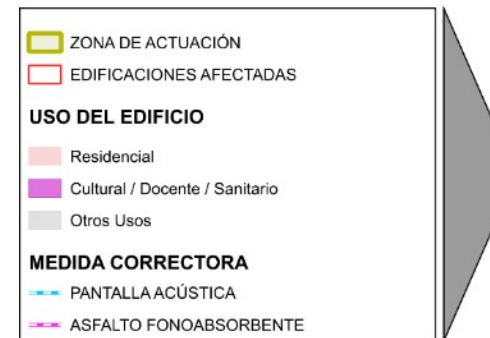 ZONA DE ACTUACIÓN
EDIFICACIONES AFECTADAS
USO DEL EDIFICIO
Residencial
Cultural / Docente / Sanitario
Otros Usos
MEDIDA CORRECTORA
PANTALLA ACÚSTICA
ASFALTO FONOABSORBENTE